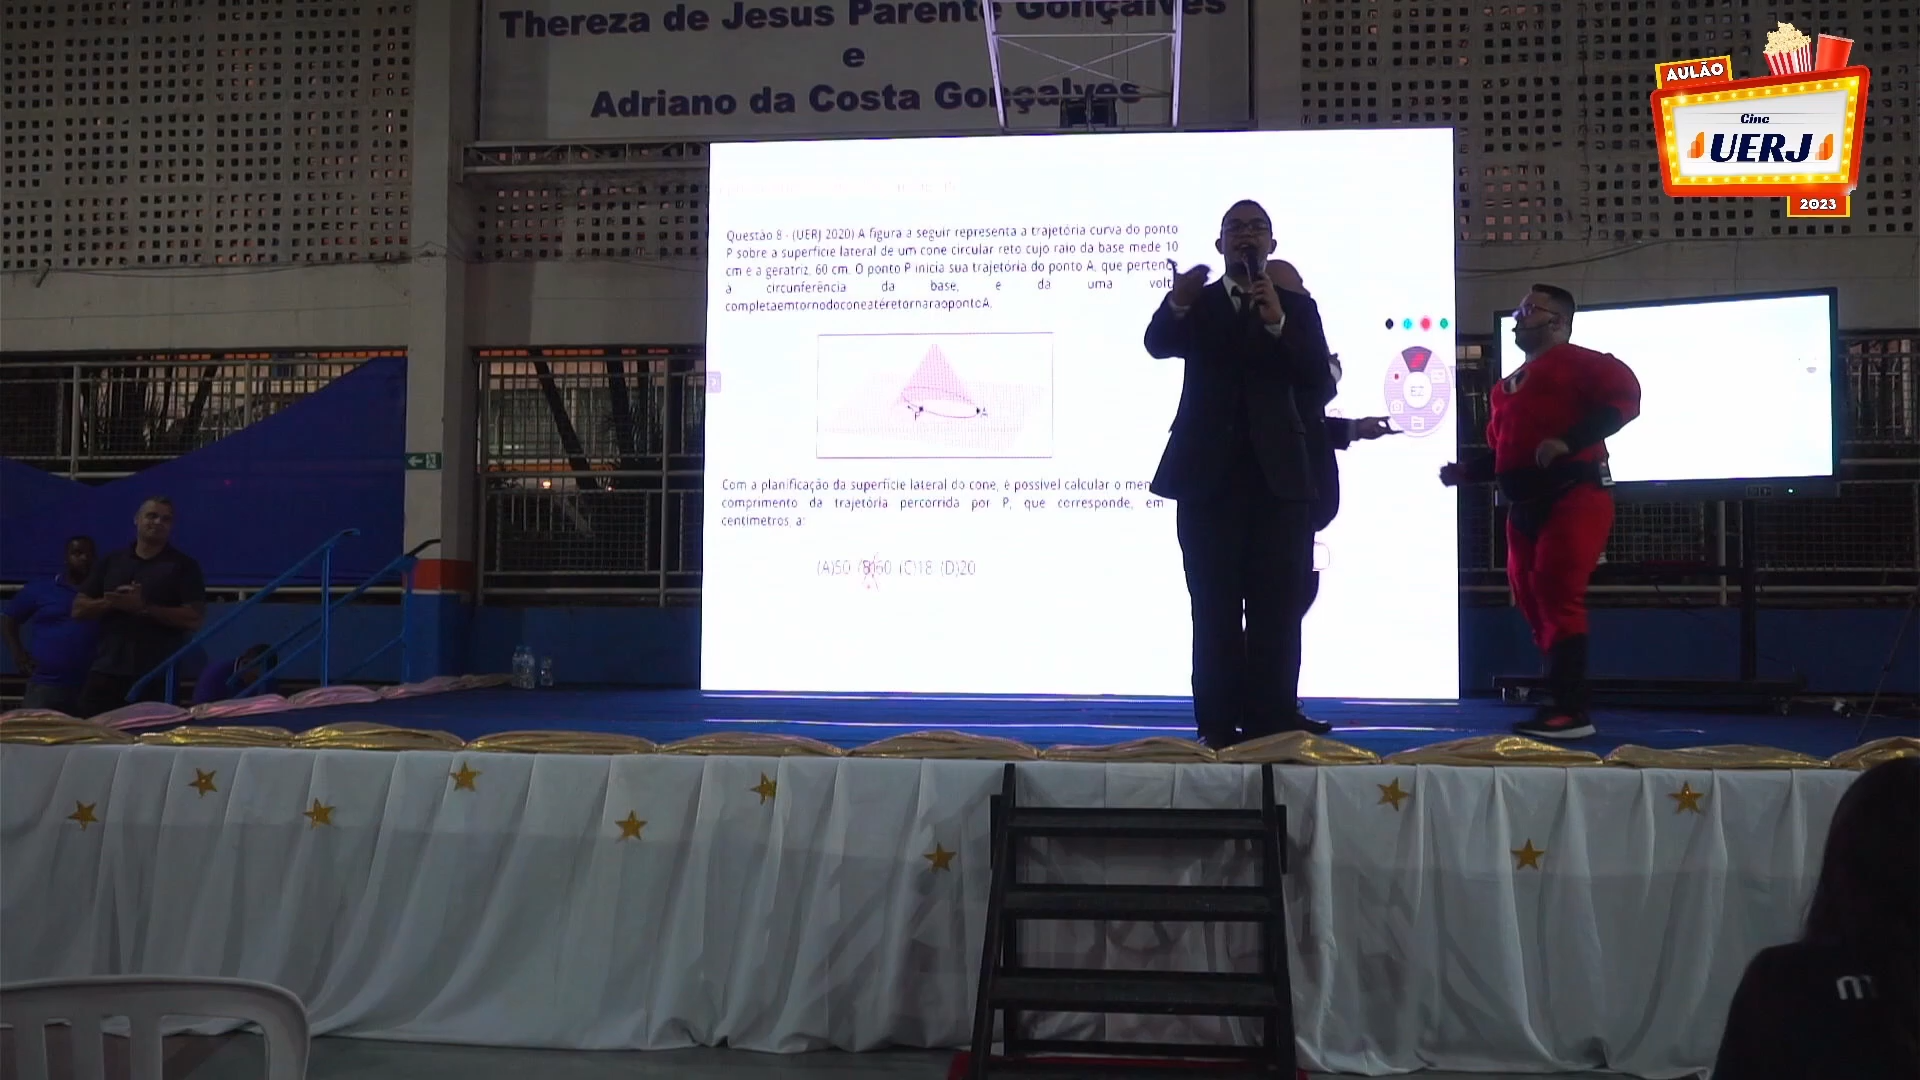 Thereza de Jesus Parente Gonçalves
e
Adriano da Costa Gonçalves
AULÃO
Cine
UERJ
2023
Questão 8 - (UERJ 2020) A figura a seguir representa a trajetória curva do ponto
P sobre a superfície lateral de um cone circular reto cujo raio da base mede 10
cm e a geratriz, 60 cm. O ponto P inicia sua trajetória do ponto A, que pertence
à circunferência da base, e dá uma volta
completaemtornodoconeatéretornaraopontoA.
P
A
Com a planificação da superfície lateral do cone, é possível calcular o
comprimento da trajetória percorrida por P, que corresponde, em
centímetros, a:
(A)50 (B)60 (C)18 (D)20